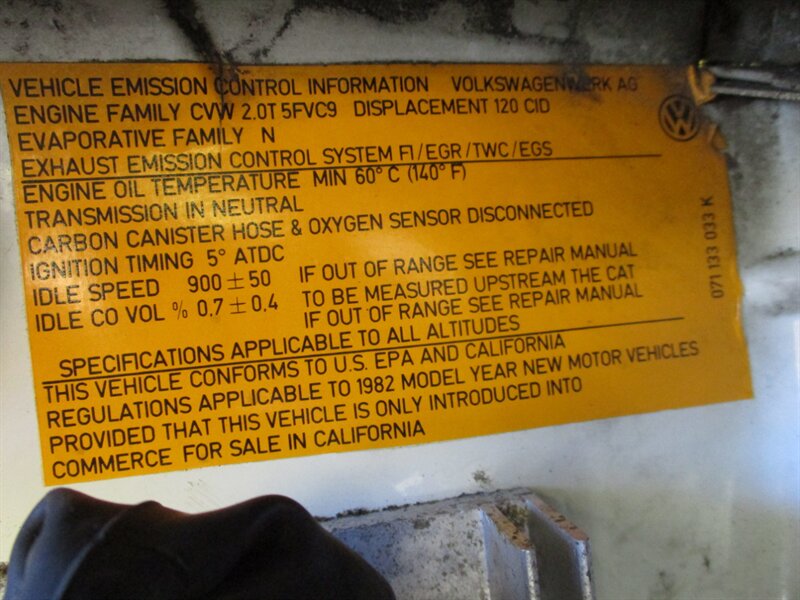 VEHICLE EMISSION CONTROL INFORMATION VOLKSWAGENWERK AG
ENGINE FAMILY CVW 2.0T 5FVC9 DISPLACEMENT 120 CID
EVAPORATIVE FAMILY N
EXHAUST EMISSION CONTROL SYSTEM FI/EGR/TWC/EGS
ENGINE OIL TEMPERATURE MIN 60° C (140° F)
TRANSMISSION IN NEUTRAL
CARBON CANISTER HOSE & OXYGEN SENSOR DISCONNECTED
IGNITION TIMING 5° ATDC
IDLE SPEED 900 ± 50 IF OUT OF RANGE SEE REPAIR MANUAL
IDLE CO VOL % 0.7 ± 0.4 TO BE MEASURED UPSTREAM THE CAT
IF OUT OF RANGE SEE REPAIR MANUAL
SPECIFICATIONS APPLICABLE TO ALL ALTITUDES
THIS VEHICLE CONFORMS TO U.S. EPA AND CALIFORNIA
REGULATIONS APPLICABLE TO 1982 MODEL YEAR NEW MOTOR VEHICLES
PROVIDED THAT THIS VEHICLE IS ONLY INTRODUCED INTO
COMMERCE FOR SALE IN CALIFORNIA
071 133 033 K